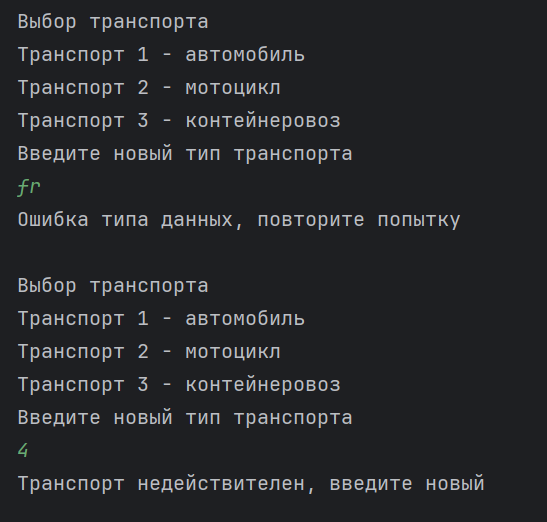 Выбор транспорта
Транспорт 1 - автомобиль
Транспорт 2 - мотоцикл
Транспорт 3 - контейнеровоз
Введите новый тип транспорта
fr
Ошибка типа данных, повторите попытку
Выбор транспорта
Транспорт 1 - автомобиль
Транспорт 2 - мотоцикл
Транспорт 3 - контейнеровоз
Введите новый тип транспорта
4
Транспорт недействителен, введите новый